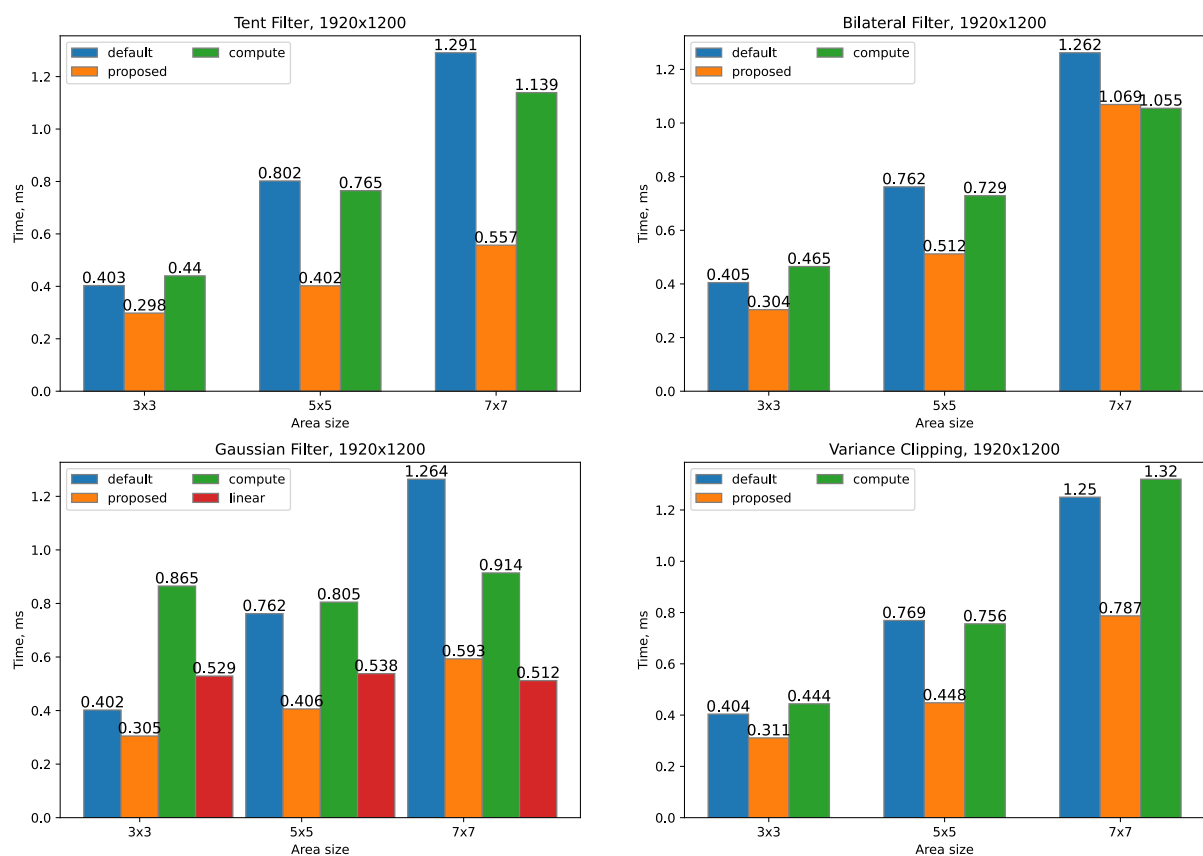 Tent Filter, 1920x1200
default
proposed
compute
1.291
1.139
0.802
0.765
0.557
0.403
0.298
0.44
0.402
Time, ms
0.0
0.2
0.4
0.6
0.8
1.0
1.2
3x3
5x5
7x7
Area size
Bilateral Filter, 1920x1200
default
proposed
compute
1.262
1.069
1.055
0.762
0.729
0.512
0.405
0.304
0.465
Time, ms
0.0
0.2
0.4
0.6
0.8
1.0
1.2
3x3
5x5
7x7
Area size
Gaussian Filter, 1920x1200
default
proposed
compute
linear
1.264
0.865
0.914
0.762
0.805
0.529
0.538
0.593
0.512
0.402
0.305
0.406
Time, ms
0.0
0.2
0.4
0.6
0.8
1.0
1.2
3x3
5x5
7x7
Area size
Variance Clipping, 1920x1200
default
proposed
compute
1.25
1.32
0.769
0.756
0.787
0.404
0.311
0.444
0.448
Time, ms
0.0
0.2
0.4
0.6
0.8
1.0
1.2
3x3
5x5
7x7
Area size